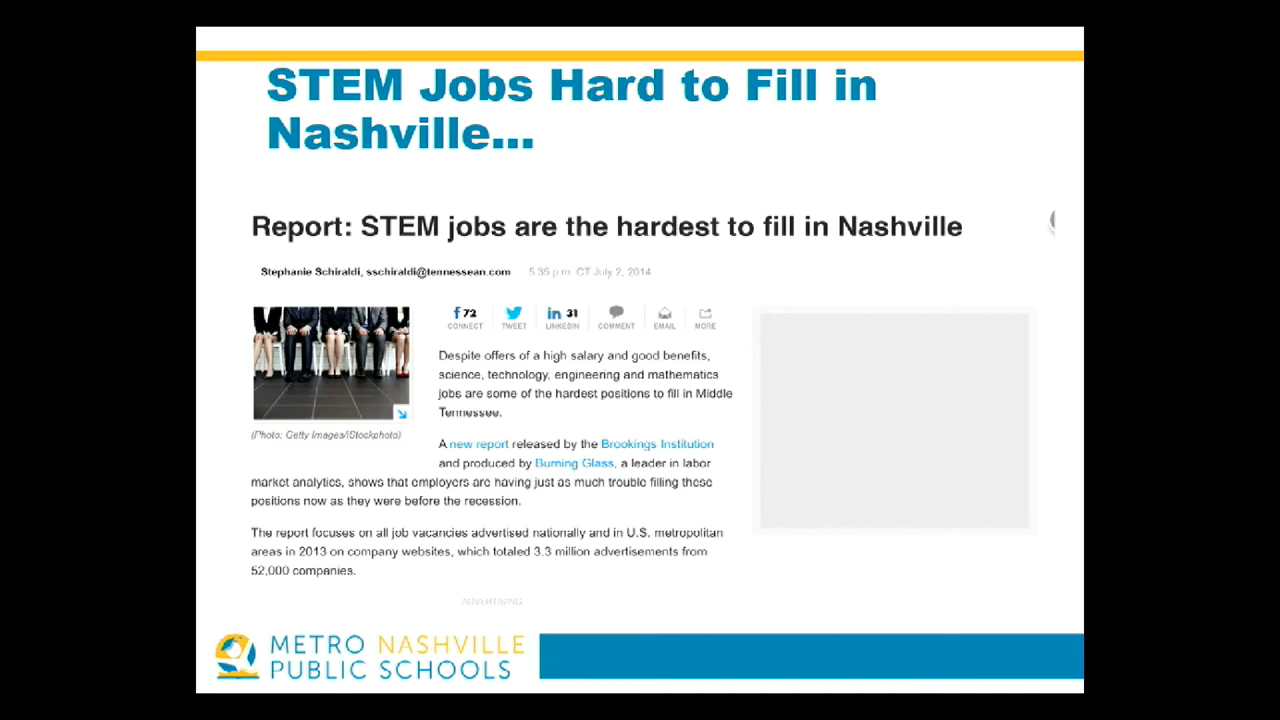 STEM Jobs Hard to Fill in
Nashville...
Report: STEM jobs are the hardest to fill in Nashville
Stephanie Schiraldi, sschiraldi@tennessean.com 5:35 p.m. CT July 2, 2014
72 31
CONNECT TWEET LINKEDIN COMMENT EMAIL MORE
Despite offers of a high salary and good benefits,
science, technology, engineering and mathematics
jobs are some of the hardest positions to fill in Middle
Tennessee.
(Photo: Getty Images/iStockphoto)
A new report released by the Brookings Institution
and produced by Burning Glass, a leader in labor
market analytics, shows that employers are having just as much trouble filling these
positions now as they were before the recession.
The report focuses on all job vacancies advertised nationally and in U.S. metropolitan
areas in 2013 on company websites, which totaled 3.3 million advertisements from
52,000 companies.
ADVERTISING
METRO NASHVILLE
PUBLIC SCHOOLS